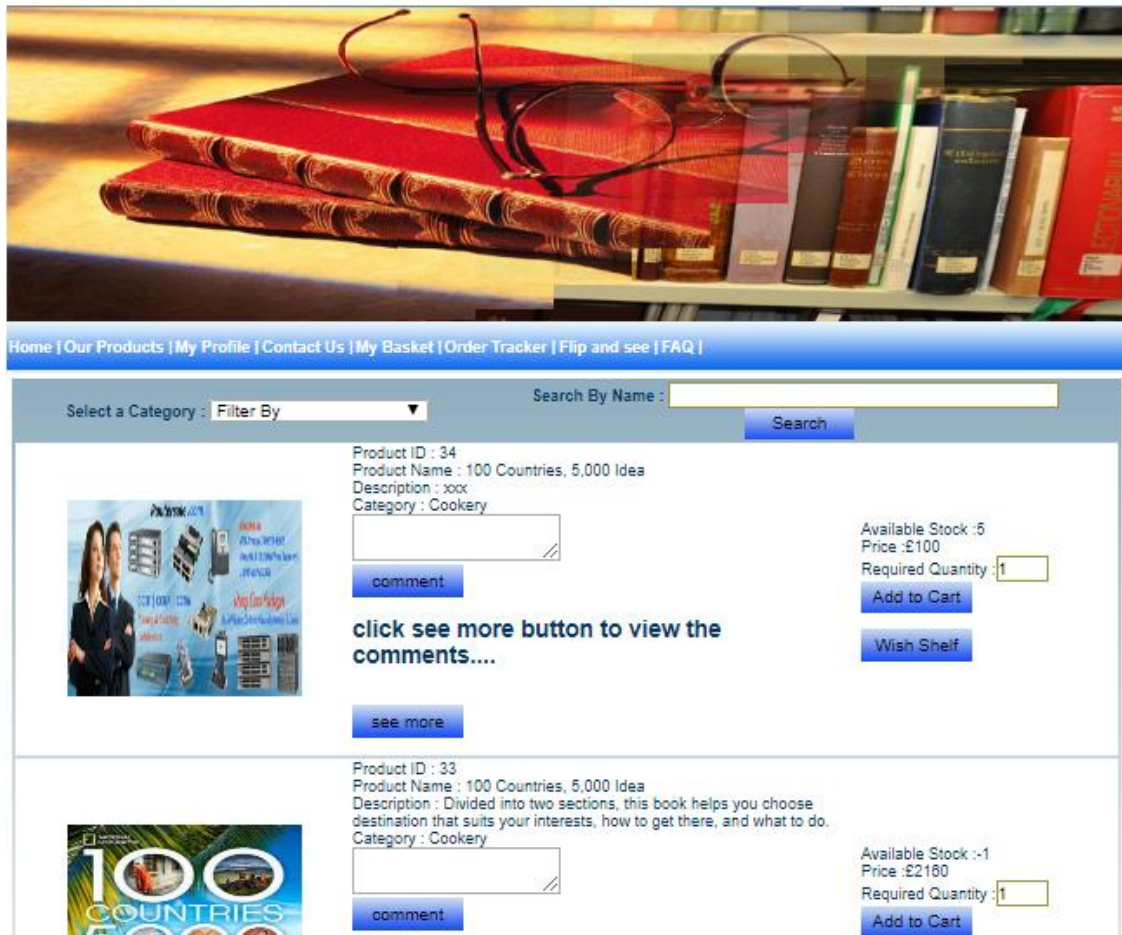 Home | Our Products | My Profile | Contact Us | My Basket | Order Tracker | Flip and see | FAQ |
Select a Category : Filter By
Search By Name :
Search
Product ID : 34
Product Name : 100 Countries, 5,000 Idea
Description : xxx
Category : Cookery
comment
click see more button to view the
comments....
see more
Available Stock :5
Price :£100
Required Quantity : 1
Add to Cart
Wish Shelf
Product ID : 33
Product Name : 100 Countries, 5,000 Idea
Description : Divided into two sections, this book helps you choose
destination that suits your interests, how to get there, and what to do.
Category : Cookery
comment
Available Stock :-1
Price :£2160
Required Quantity : 1
Add to Cart
100
COUNTRIES